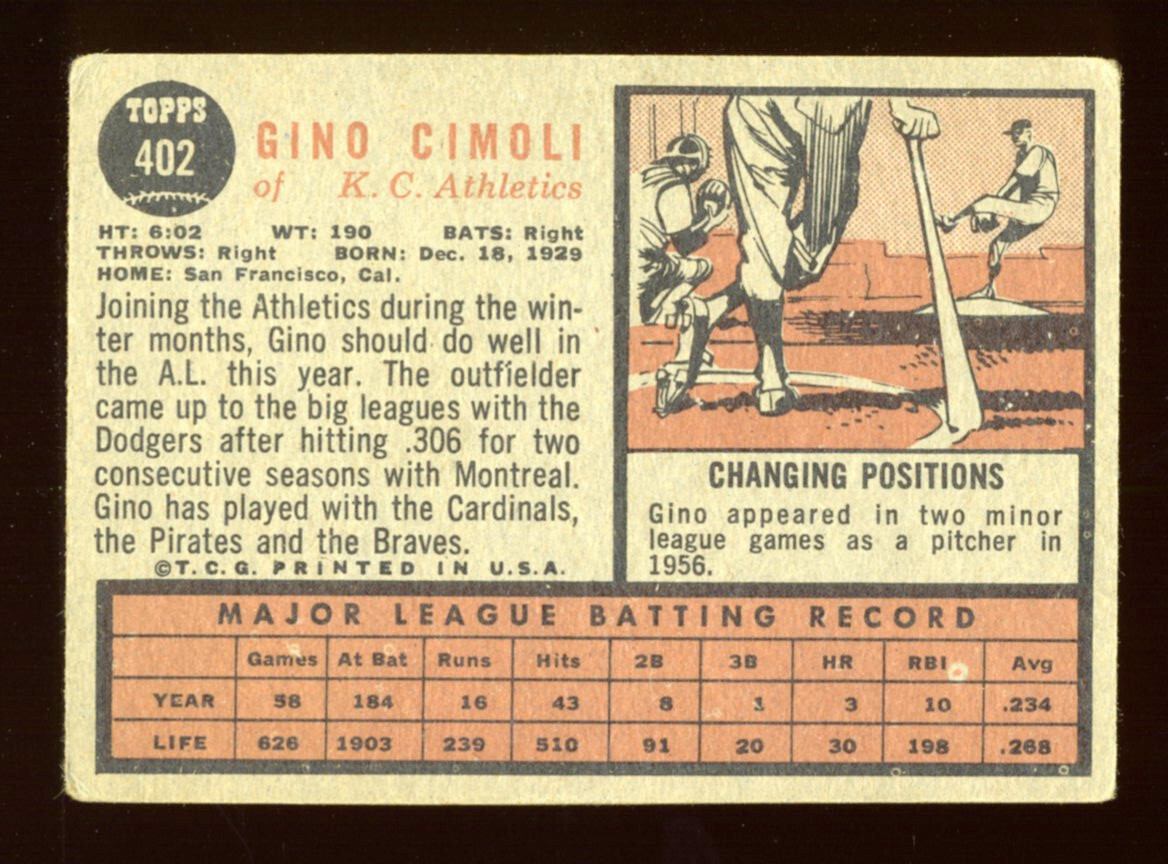 TOPPS
402
GINO CIMOLI
of K. C. Athletics
HT: 6:02 WT: 190 BATS: Right
THROWS: Right BORN: Dec. 18, 1929
HOME: San Francisco, Cal.
Joining the Athletics during the win-
ter months, Gino should do well in
the A.L. this year. The outfielder
came up to the big leagues with the
Dodgers after hitting .306 for two
consecutive seasons with Montreal.
Gino has played with the Cardinals,
the Pirates and the Braves.
©T.C.G. PRINTED IN U.S.A.
CHANGING POSITIONS
Gino appeared in two minor
league games as a pitcher in
1956.
MAJOR LEAGUE BATTING RECORD
Games At Bat Runs Hits 2B 3B HR RBI Avg
YEAR 58 184 16 43 8 1 3 10 .234
LIFE 626 1903 239 510 91 20 30 198 .268